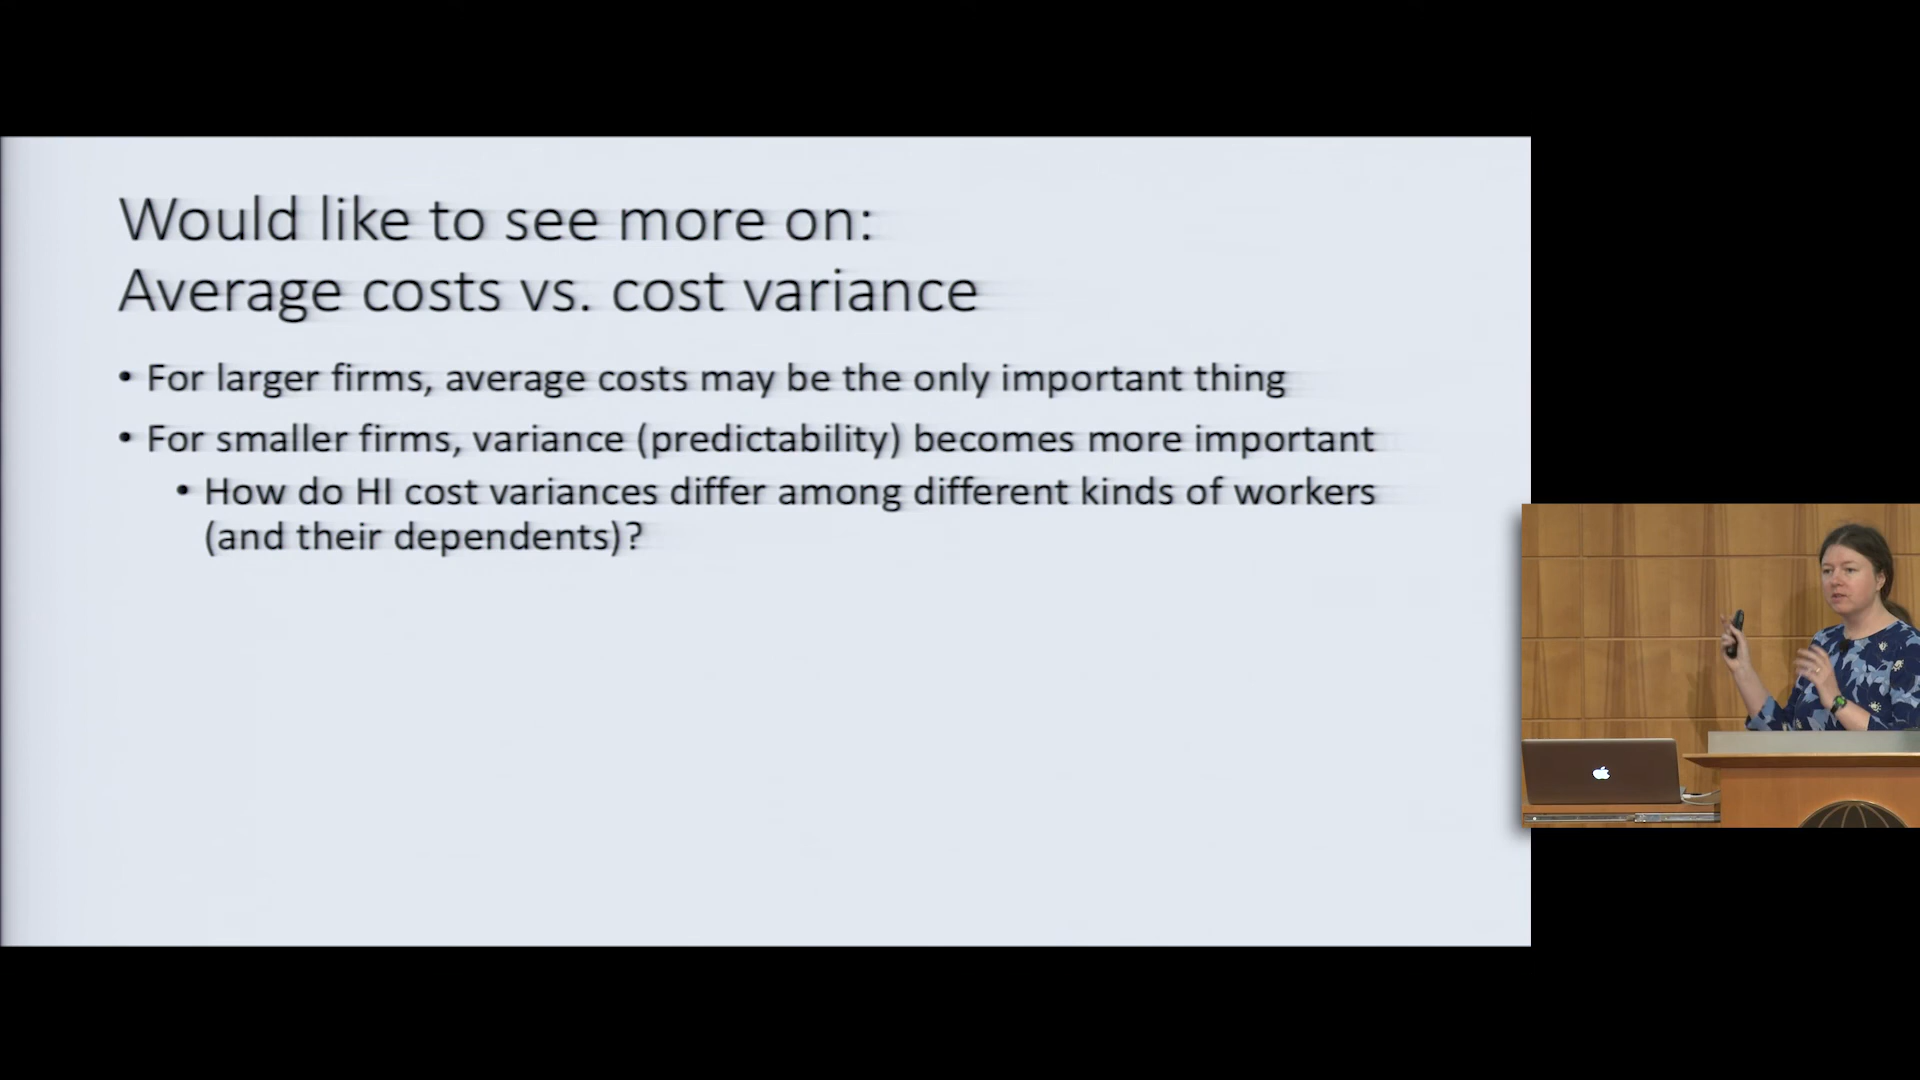 Would like to see more on:
Average costs vs. cost variance
• For larger firms, average costs may be the only important thing
• For smaller firms, variance (predictability) becomes more important
• How do HI cost variances differ among different kinds of workers
(and their dependents)?